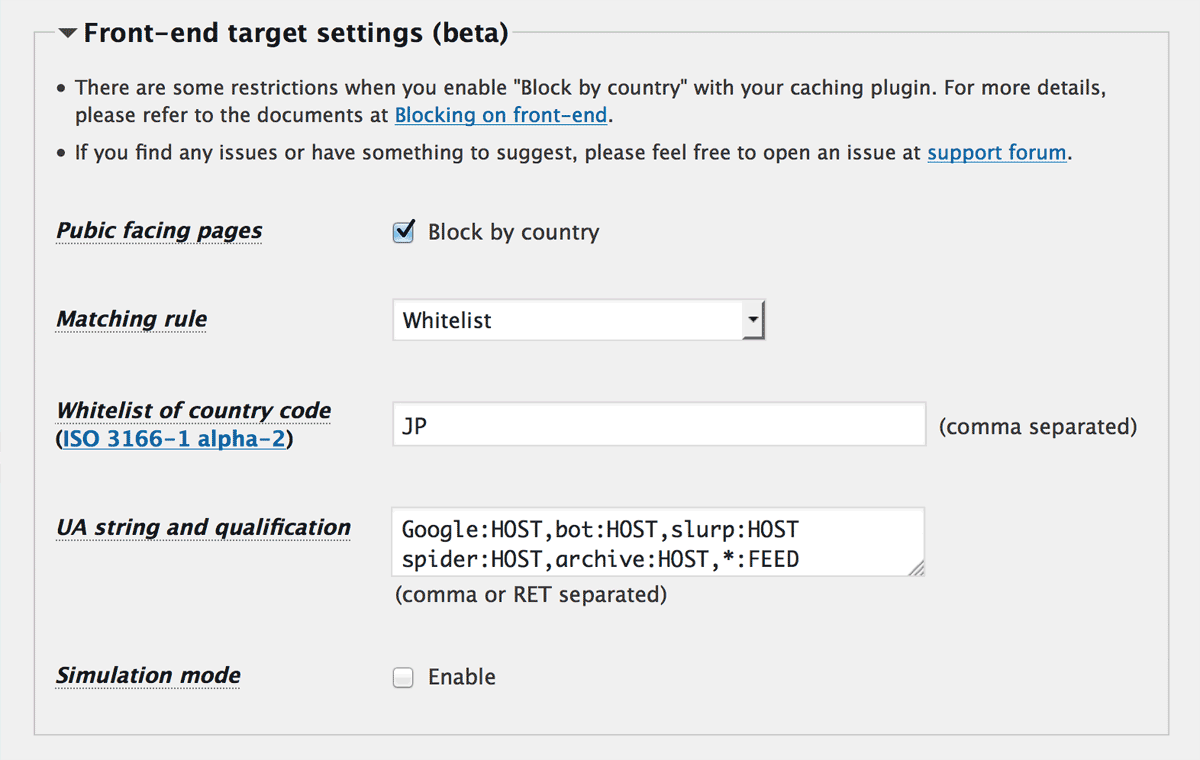 Front-end target settings (beta)
There are some restrictions when you enable "Block by country" with your caching plugin. For more details,
please refer to the documents at Blocking on front-end.
If you find any issues or have something to suggest, please feel free to open an issue at support forum.
Pubic facing pages
Block by country
Matching rule
Whitelist
Whitelist of country code
(ISO 3166-1 alpha-2)
JP
(comma separated)
UA string and qualification
Google:HOST,bot:HOST,slurp:HOST
spider:HOST,archive:HOST,*:FEED
(comma or RET separated)
Simulation mode
Enable